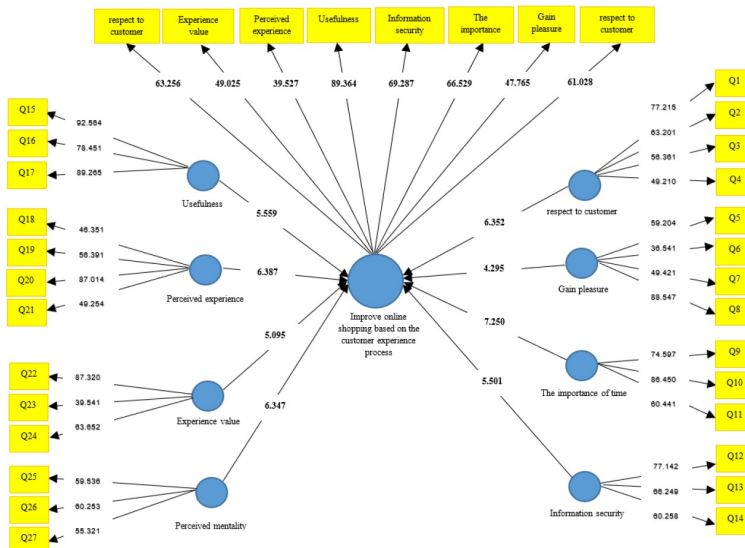 respect to
customer
Experience
value
Perceived
experience
Usefulness
Information
security
The
importance
Gain
pleasure
respect to
customer
63.256
49.025
39.527
89.364
69.287
66.529
47.765
61.028
Q15
Q16
Q17
92.564
78.451
89.265
Usefulness
5.559
Q18
Q19
Q20
Q21
46.351
56.391
87.014
49.254
Perceived experience
6.387
Q22
Q23
Q24
87.320
39.541
63.652
Experience value
5.095
Q25
Q26
Q27
59.536
60.253
55.321
Perceived mentality
6.347
Improve online
shopping based on the
customer experience
process
Q1
Q2
Q3
Q4
77.215
63.201
56.361
49.210
respect to customer
6.352
Q5
Q6
Q7
Q8
59.204
36.541
49.421
88.547
Gain pleasure
4.295
Q9
Q10
Q11
74.597
86.450
60.441
The importance of time
7.250
Q12
Q13
Q14
77.142
66.249
60.258
Information security
5.501